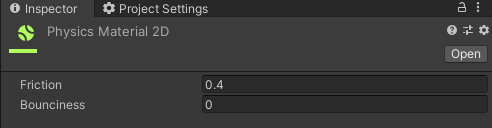 Inspector Project Settings
Physics Material 2D
Open
Friction 0.4
Bounciness 0